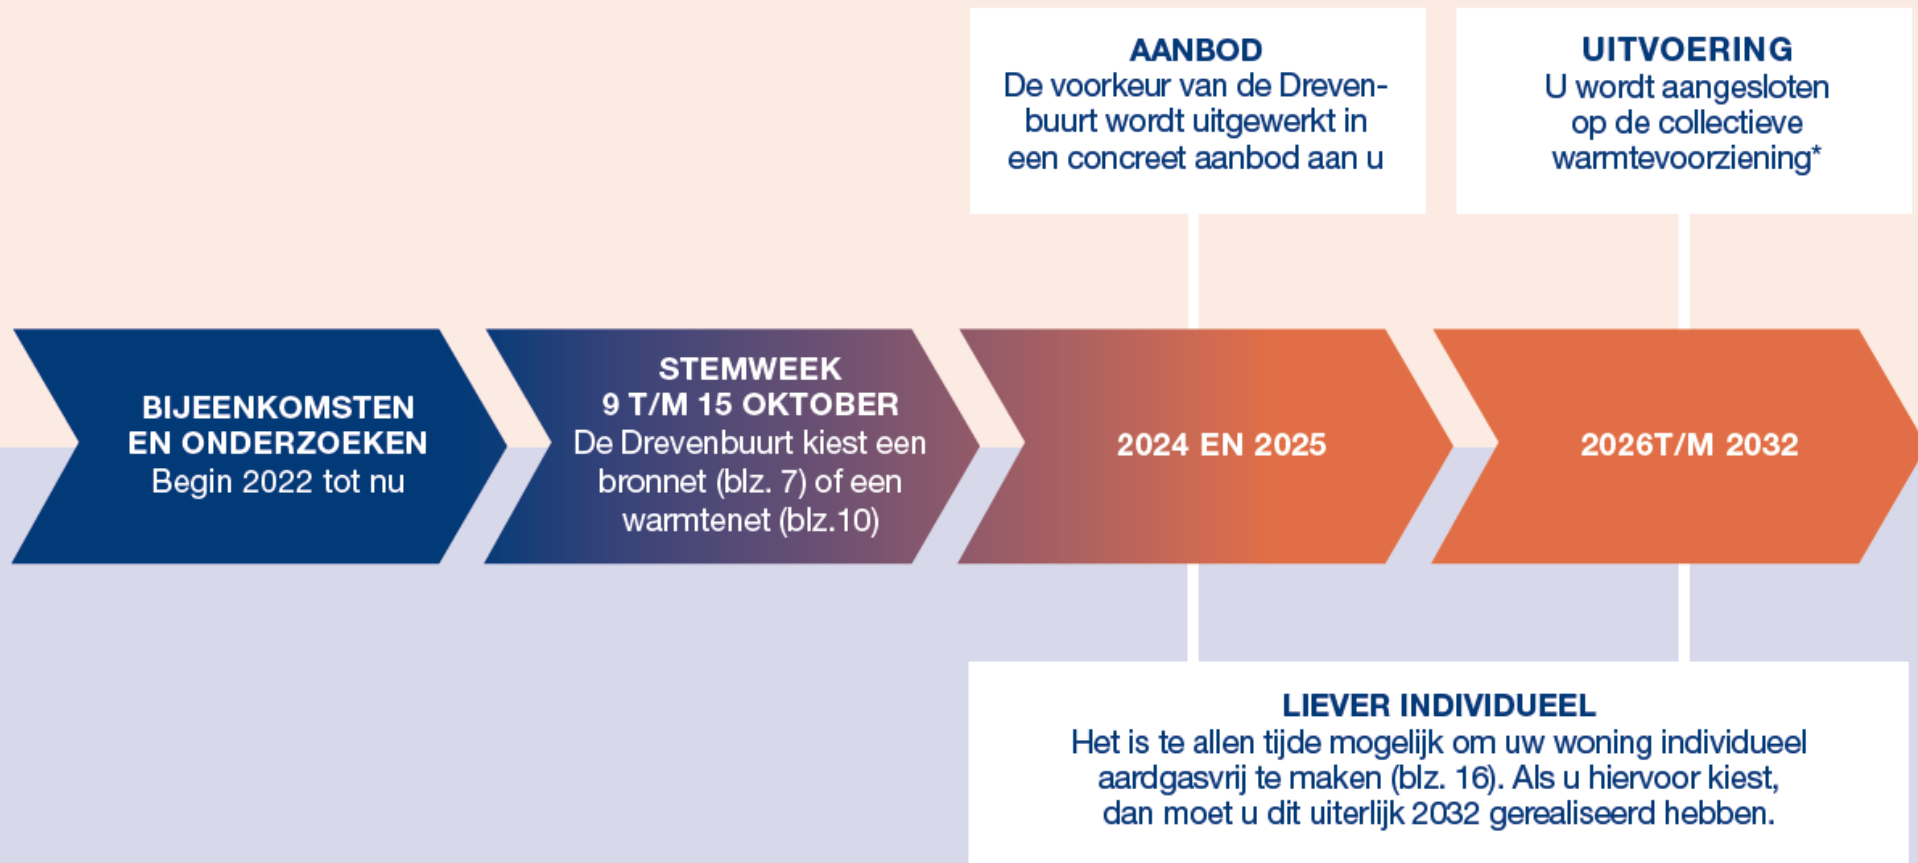 AANBOD
De voorkeur van de Dreven-
buurt wordt uitgewerkt in
een concreet aanbod aan u
UITVOERING
U wordt aangesloten
op de collectieve
warmtevoorziening*
BIJEENKOMSTEN
EN ONDERZOEKEN
Begin 2022 tot nu
STEMWEEK
9 T/M 15 OKTOBER
De Drevenbuurt kiest een
bronnet (blz. 7) of een
warmtenet (blz.10)
2024 EN 2025
2026T/M 2032
LIEVER INDIVIDUEEL
Het is te allen tijde mogelijk om uw woning individueel
aardgasvrij te maken (blz. 16). Als u hiervoor kiest,
dan moet u dit uiterlijk 2032 gerealiseerd hebben.